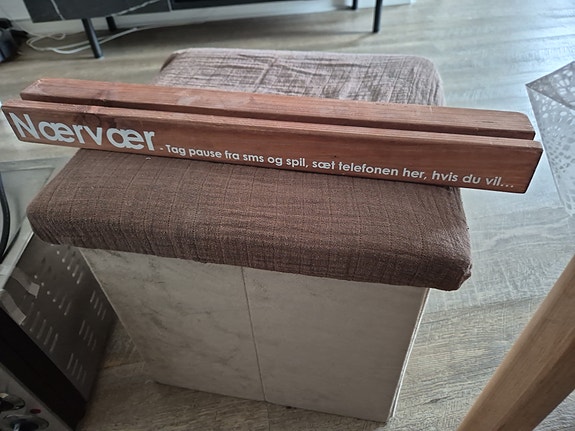 Nærvær - Tag pause fra sms og spil, sæt telefonen her, hvis du vil...